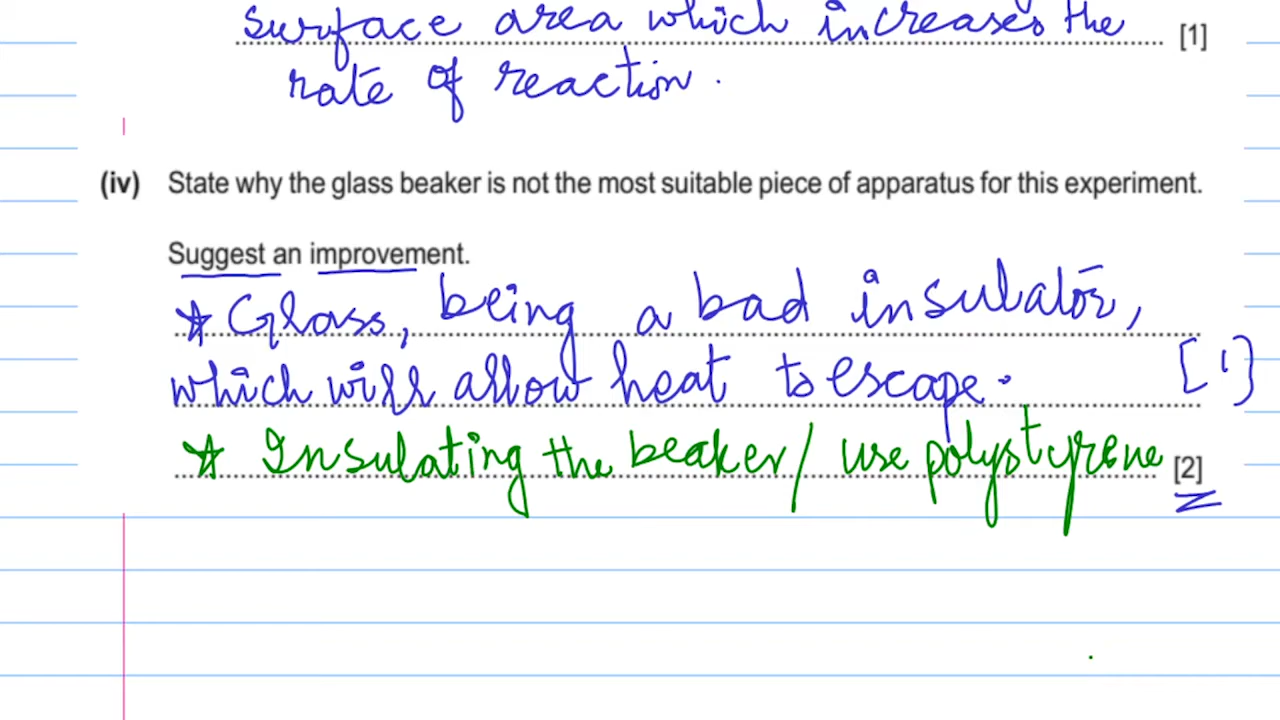 surface area which increases the
[1]
rate of reaction.
(iv) State why the glass beaker is not the most suitable piece of apparatus for this experiment.
Suggest an improvement.
* Glass, being a bad insulator,
which will allow heat to escape. [1]
* Insulating the beaker/ use polystyrene [2]